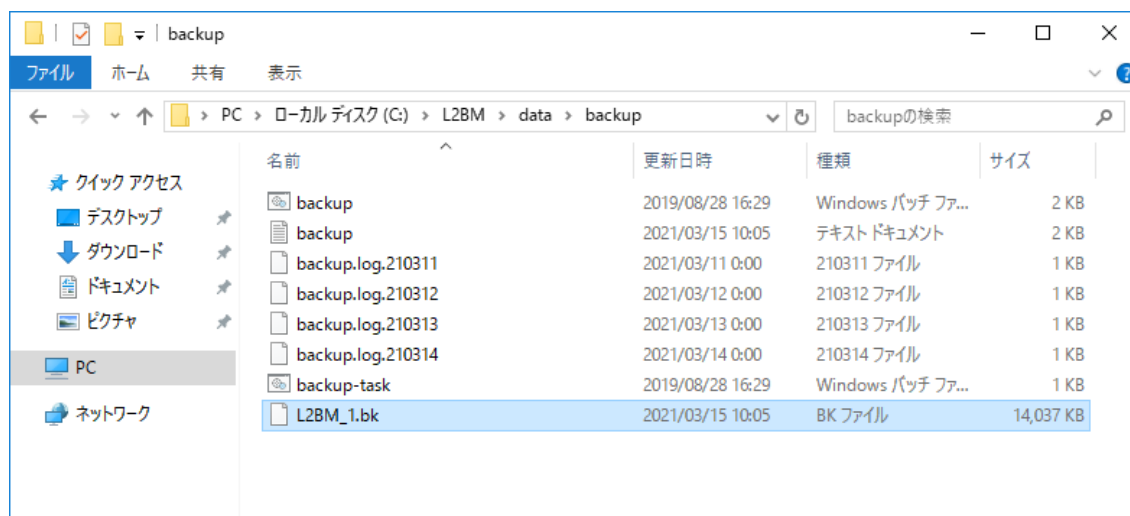 backup
ファイル ホーム 共有 表示
PC ローカル ディスク (C:) L2BM data backup backupの検索
名前 更新日時 種類 サイズ
クイック アクセス
デスクトップ
ダウンロード
ドキュメント
ピクチャ
PC
ネットワーク
backup 2019/08/28 16:29 Windows バッチ ファ... 2 KB
backup 2021/03/15 10:05 テキスト ドキュメント 2 KB
backup.log.210311 2021/03/11 0:00 210311 ファイル 1 KB
backup.log.210312 2021/03/12 0:00 210312 ファイル 1 KB
backup.log.210313 2021/03/13 0:00 210313 ファイル 1 KB
backup.log.210314 2021/03/14 0:00 210314 ファイル 1 KB
backup-task 2019/08/28 16:29 Windows バッチ ファ... 1 KB
L2BM_1.bk 2021/03/15 10:05 BK ファイル 14,037 KB